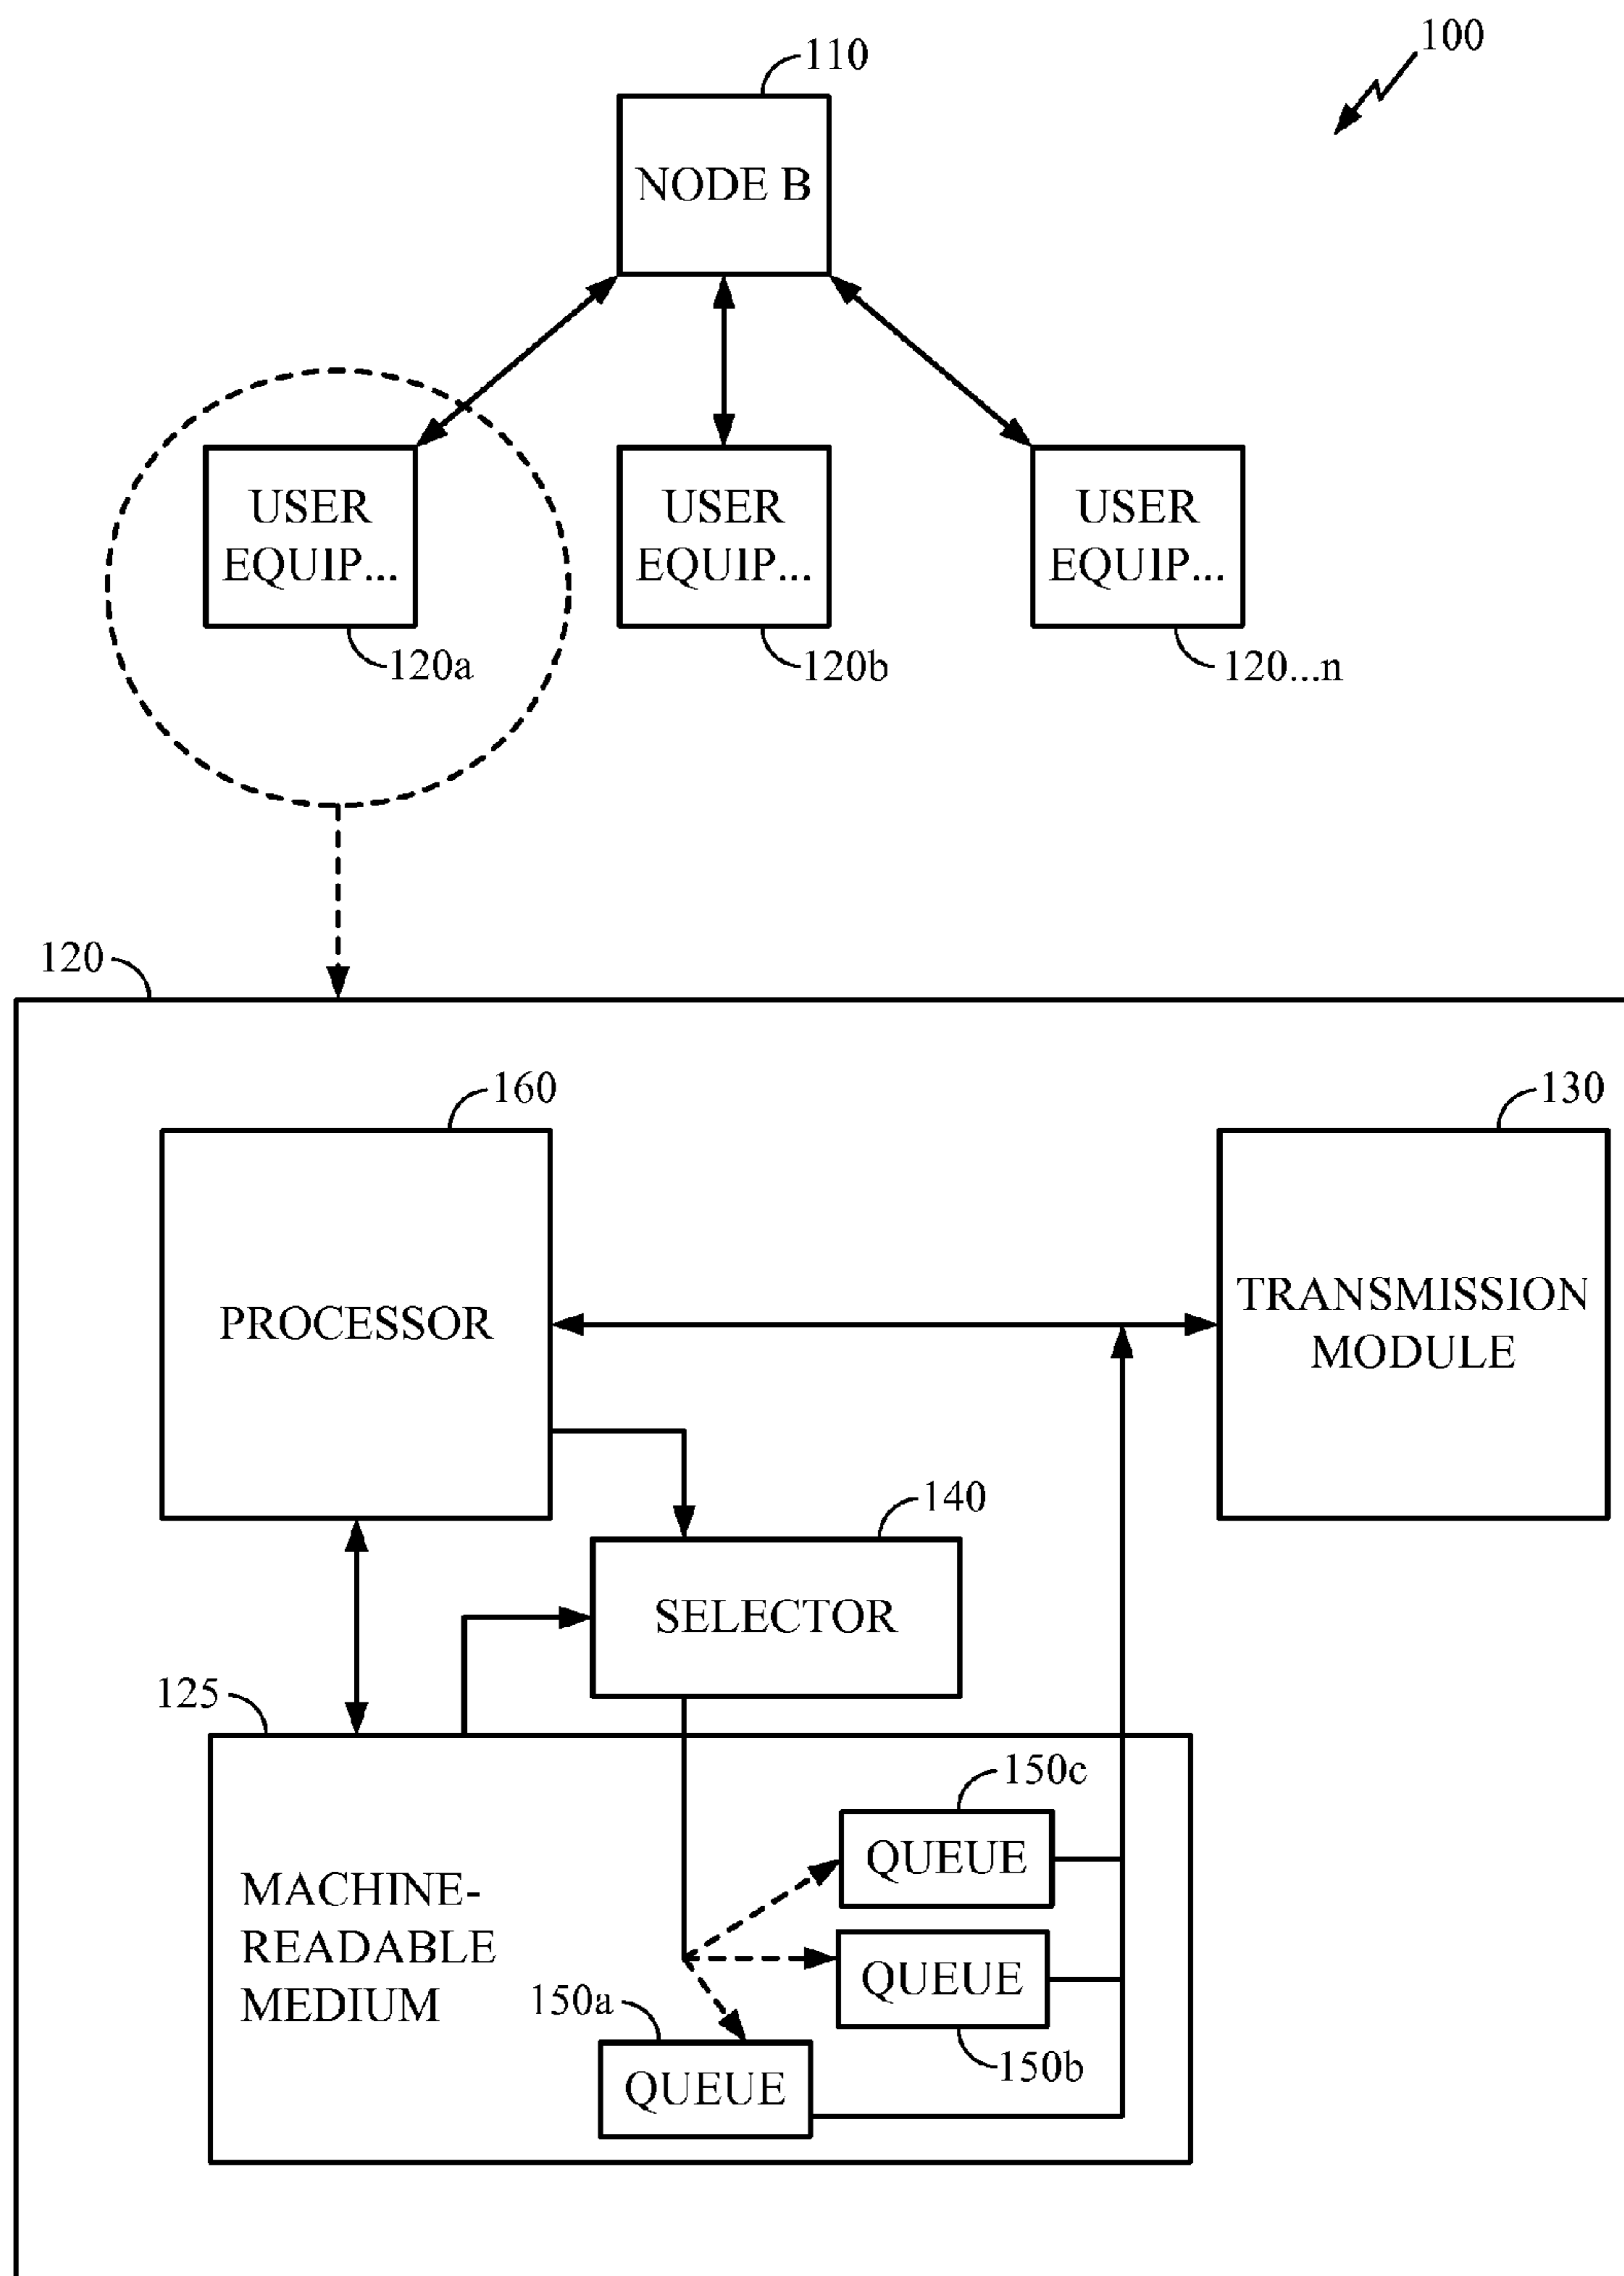 100
110
NODE B
USER
EQUIP...
120a
USER
EQUIP...
120b
USER
EQUIP...
120...n
120
160
PROCESSOR
130
TRANSMISSION
MODULE
140
SELECTOR
125
MACHINE-
READABLE
MEDIUM
150c
QUEUE
QUEUE
150b
150a
QUEUE